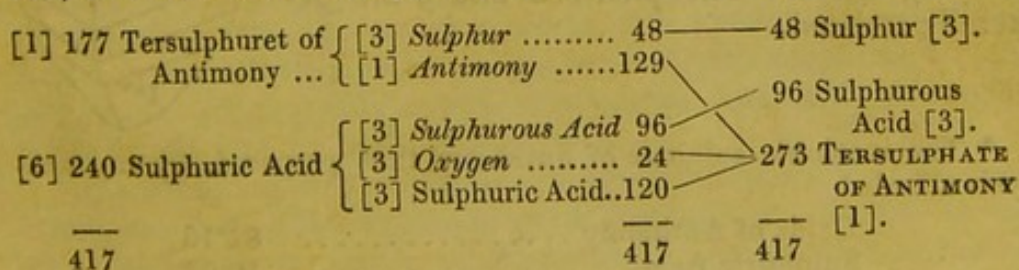 [1] 177 Tersulphuret of { [3] Sulphur ......... 48 — 48 Sulphur [3].
Antimony ... { [1] Antimony ......129
96 Sulphurous
Acid [3].
[6] 240 Sulphuric Acid { [3] Sulphurous Acid 96
[3] Oxygen ......... 24 — 273 TERSULPHATE
[3] Sulphuric Acid..120
OF ANTIMONY
[1].
417 417 417